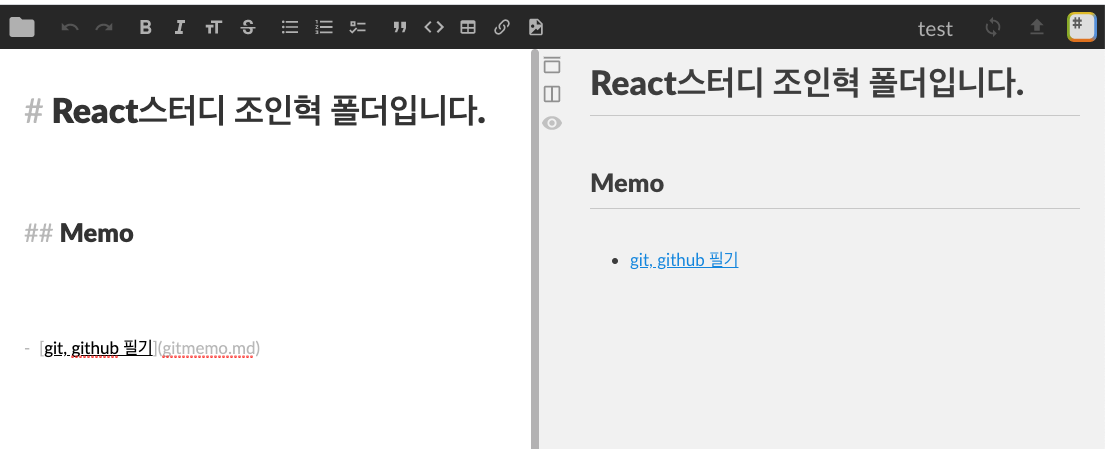 test
# React스터디 조인혁 폴더입니다.
## Memo
- [git, github 필기](gitmemo.md)
React스터디 조인혁 폴더입니다.
Memo
• git, github 필기